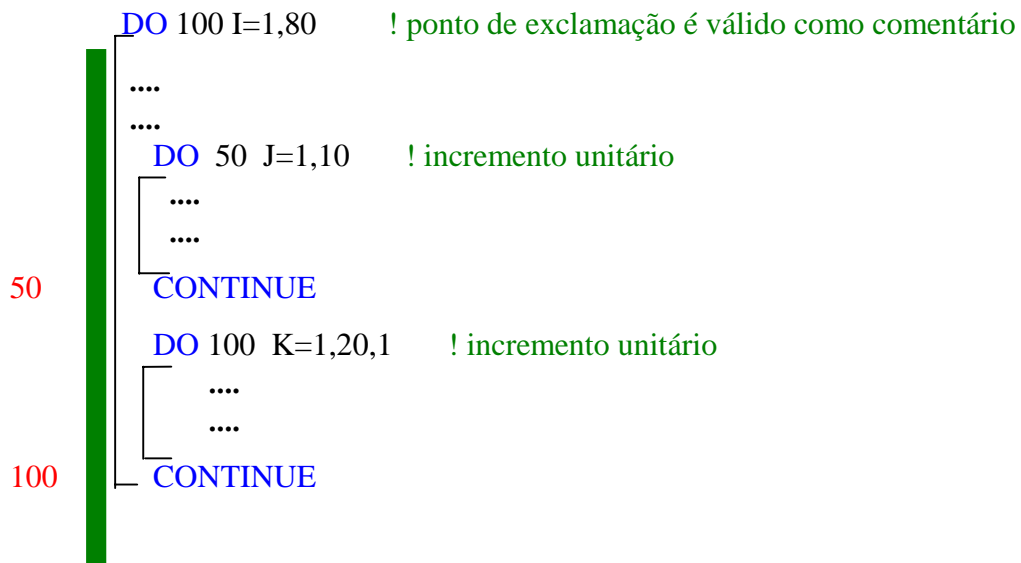 DO 100 I=1,80 ! ponto de exclamação é válido como comentário
....
....
DO 50 J=1,10 ! incremento unitário
....
....
50 CONTINUE
DO 100 K=1,20,1 ! incremento unitário
....
....
100 CONTINUE